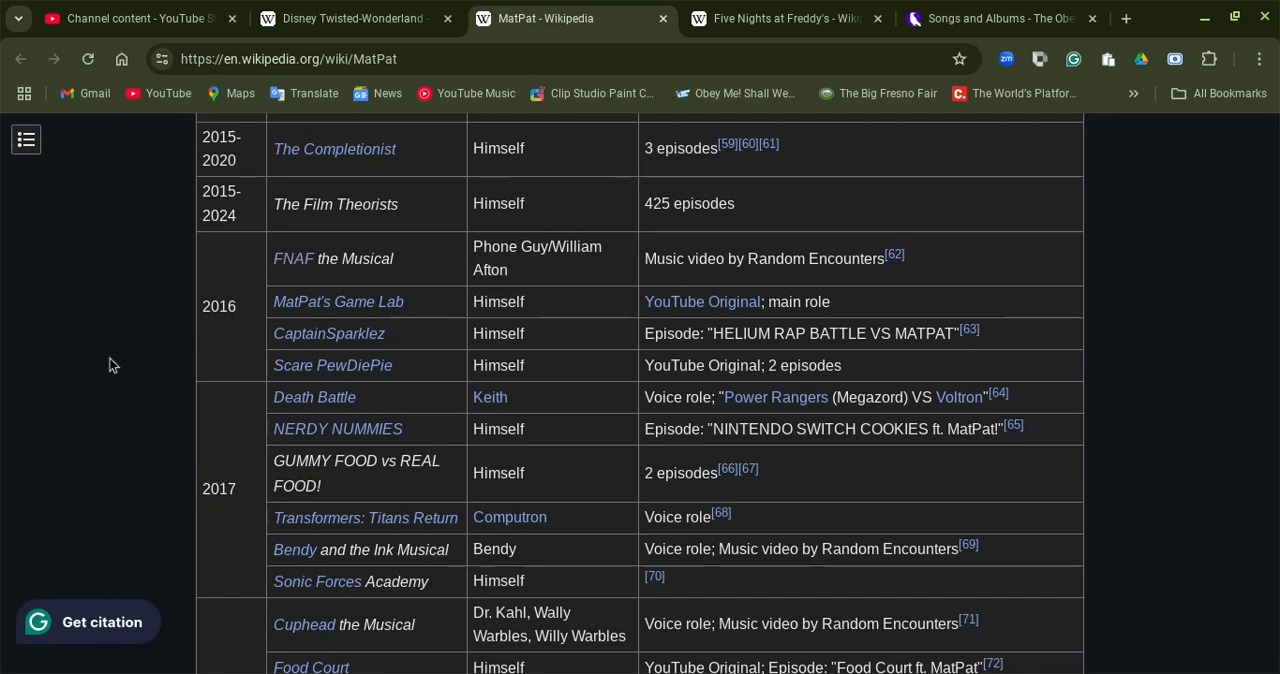 Channel content - YouTube S
Disney Twisted-Wonderland -
MatPat - Wikipedia
Five Nights at Freddy's - Wiki
Songs and Albums - The Obe
https://en.wikipedia.org/wiki/MatPat
Gmail
YouTube
Maps
Translate
News
YouTube Music
Clip Studio Paint C...
Obey Me! Shall We...
The Big Fresno Fair
The World's Platfor...
All Bookmarks
2015-
2020
The Completionist
Himself
3 episodes[59][60][61]
2015-
2024
The Film Theorists
Himself
425 episodes
2016
FNAF the Musical
Phone Guy/William
Afton
Music video by Random Encounters[62]
MatPat's Game Lab
Himself
YouTube Original; main role
CaptainSparklez
Himself
Episode: "HELIUM RAP BATTLE VS MATPAT"[63]
Scare PewDiePie
Himself
YouTube Original; 2 episodes
2017
Death Battle
Keith
Voice role; "Power Rangers (Megazord) VS Voltron"[64]
NERDY NUMMIES
Himself
Episode: "NINTENDO SWITCH COOKIES ft. MatPat!"[65]
GUMMY FOOD vs REAL
FOOD!
Himself
2 episodes[66][67]
Transformers: Titans Return
Computron
Voice role[68]
Bendy and the Ink Musical
Bendy
Voice role; Music video by Random Encounters[69]
Sonic Forces Academy
Himself
[70]
Cuphead the Musical
Dr. Kahl, Wally
Warbles, Willy Warbles
Voice role; Music video by Random Encounters[71]
Food Court
Himself
YouTube Original; Episode: "Food Court ft. MatPat"[72]
Get citation